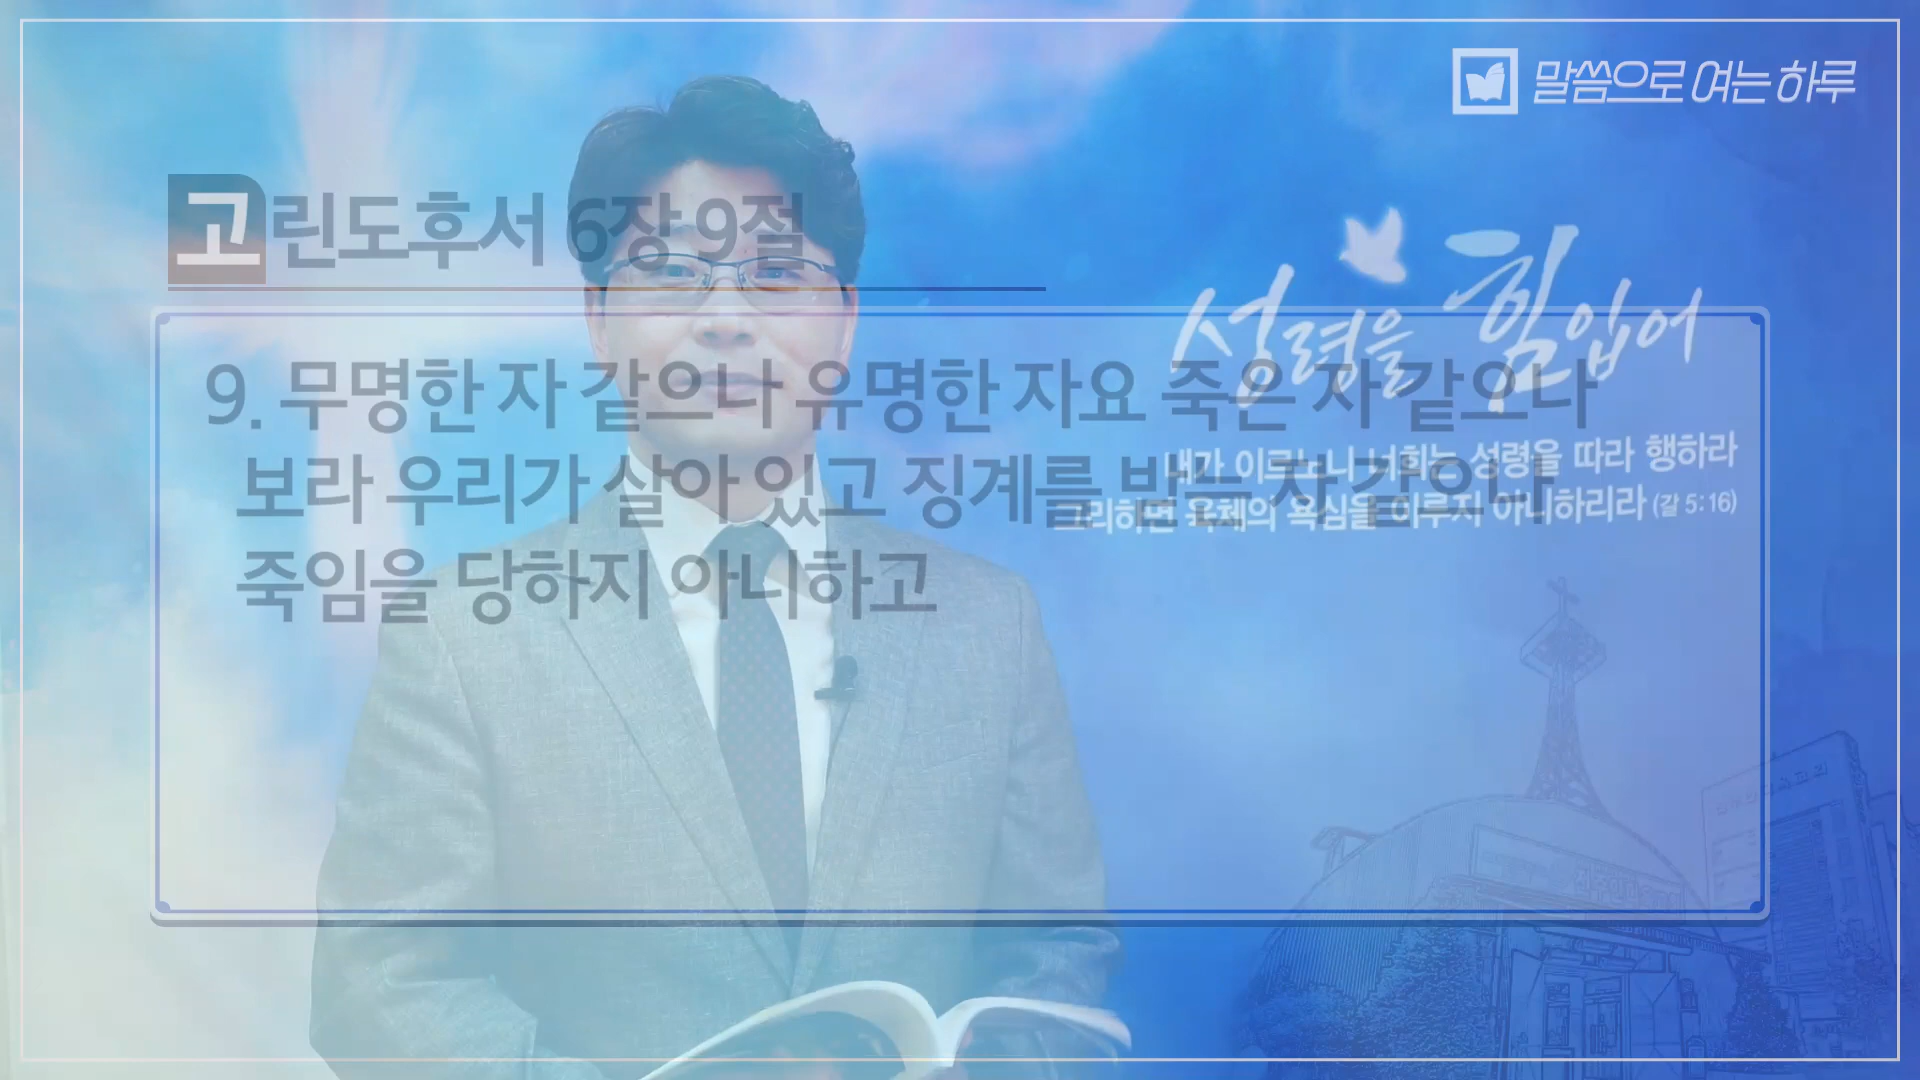 말씀으로 여는 하루
고린도후서 6장 9절
성령을 힘입어
9. 무명한 자 같으나 유명한 자요 죽은 자 같으나
보라 우리가 살아 있고 징계를 받는 자 같으나
죽임을 당하지 아니하고
내가 이르노니 너희는 성령을 따라 행하라
그리하면 육체의 욕심을 이루지 아니하리라 (갈 5:16)